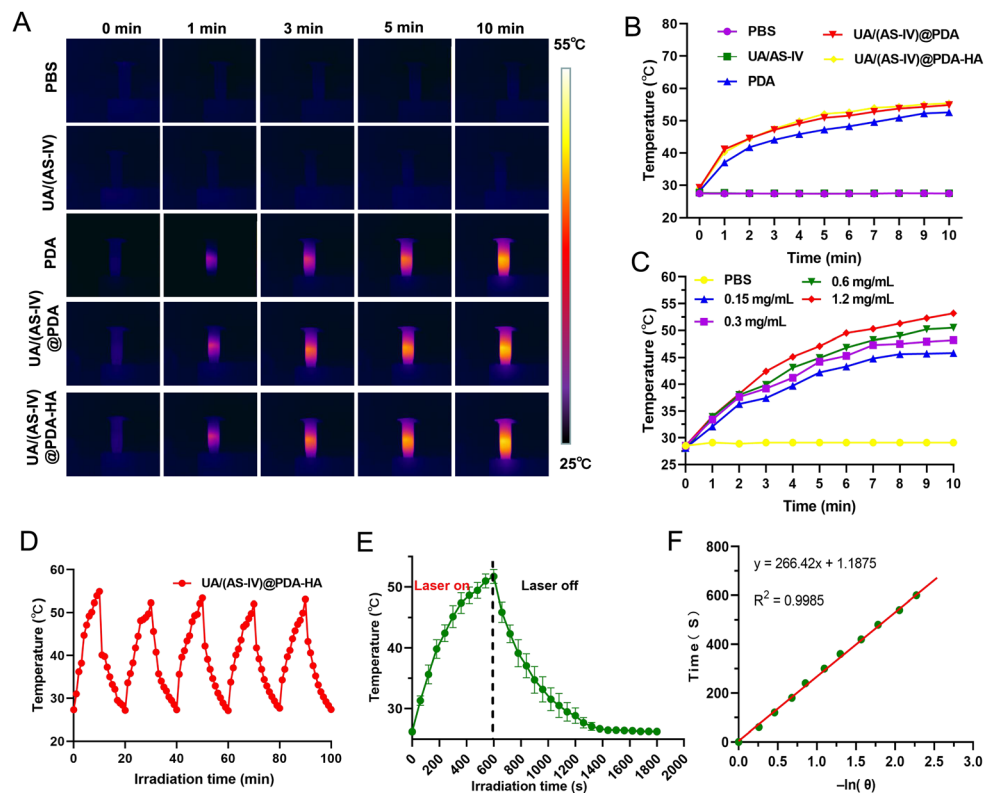 A
0 min 1 min 3 min 5 min 10 min
PBS
UA/(AS-IV)
PDA
UA/(AS-IV)
@PDA
UA/(AS-IV)
@PDA-HA
55℃
25℃
B
PBS
UA/AS-IV
PDA
UA/(AS-IV)@PDA
UA/(AS-IV)@PDA-HA
Temperature (℃)
80
70
60
50
40
30
20
0 1 2 3 4 5 6 7 8 9 10
Time (min)
C
PBS
0.15 mg/mL
0.3 mg/mL
0.6 mg/mL
1.2 mg/mL
Temperature (℃)
60
55
50
45
40
35
30
25
0 1 2 3 4 5 6 7 8 9 10
Time (min)
D
UA/(AS-IV)@PDA-HA
Temperature (℃)
60
50
40
30
20
0 20 40 60 80 100
Irradiation time (min)
E
Laser on Laser off
Temperature (℃)
50
40
30
0 200 400 600 800 1000 1200 1400 1600 1800 2000
Irradiation time (s)
F
y = 266.42x + 1.1875
R² = 0.9985
Time（ S)
800
600
400
200
0
0.0 0.5 1.0 1.5 2.0 2.5 3.0
–ln( θ)